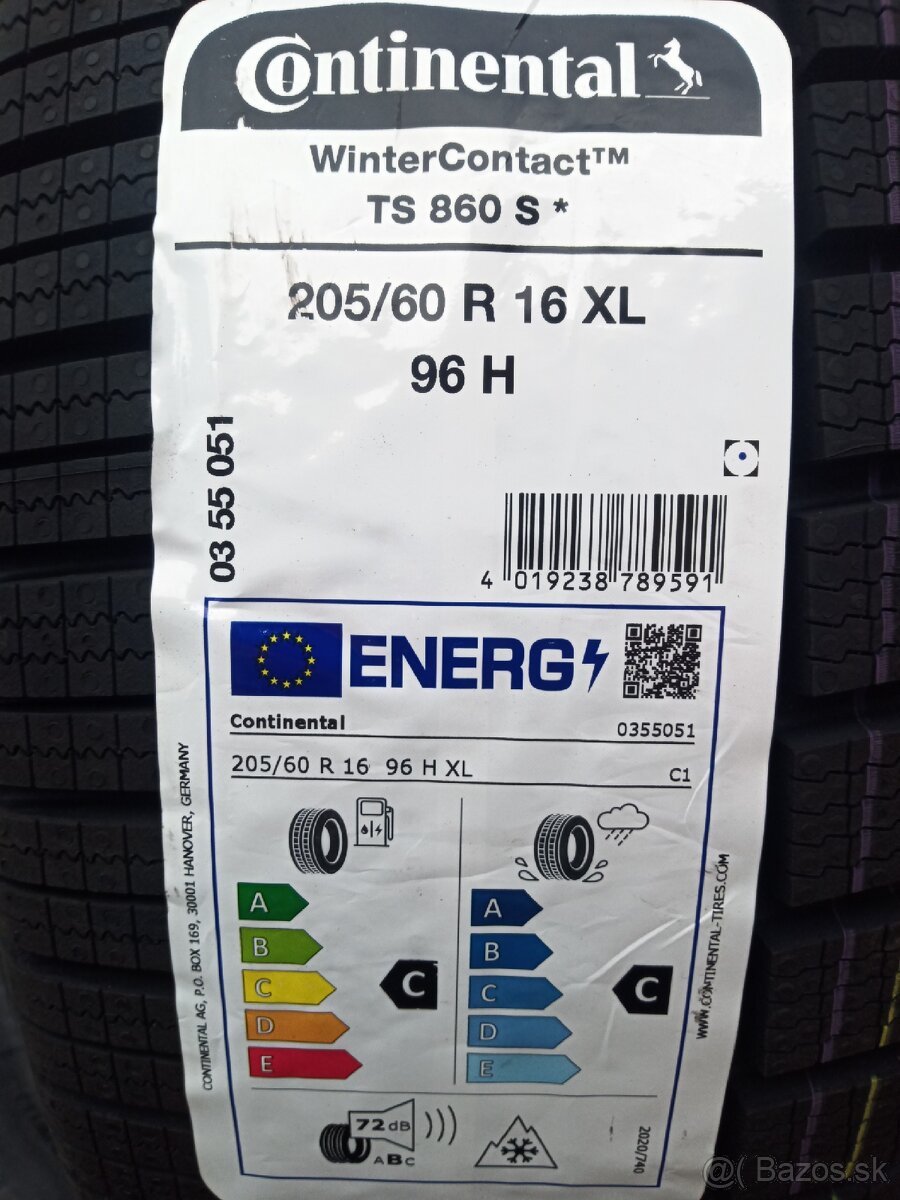 Continental
WinterContact™
TS 860 S *
205/60 R 16 XL
96 H
03 55 051
4 019238 789591
ENERG
Continental
0355051
205/60 R 16 96 H XL
C1
A
B
C
D
E
C
A
B
C
D
E
C
72 dB
ABC
2020/740
CONTINENTAL AG, P.O. BOX 169, 30001 HANOVER, GERMANY
WWW.CONTINENTAL-TIRES.COM
@( Bazos.sk